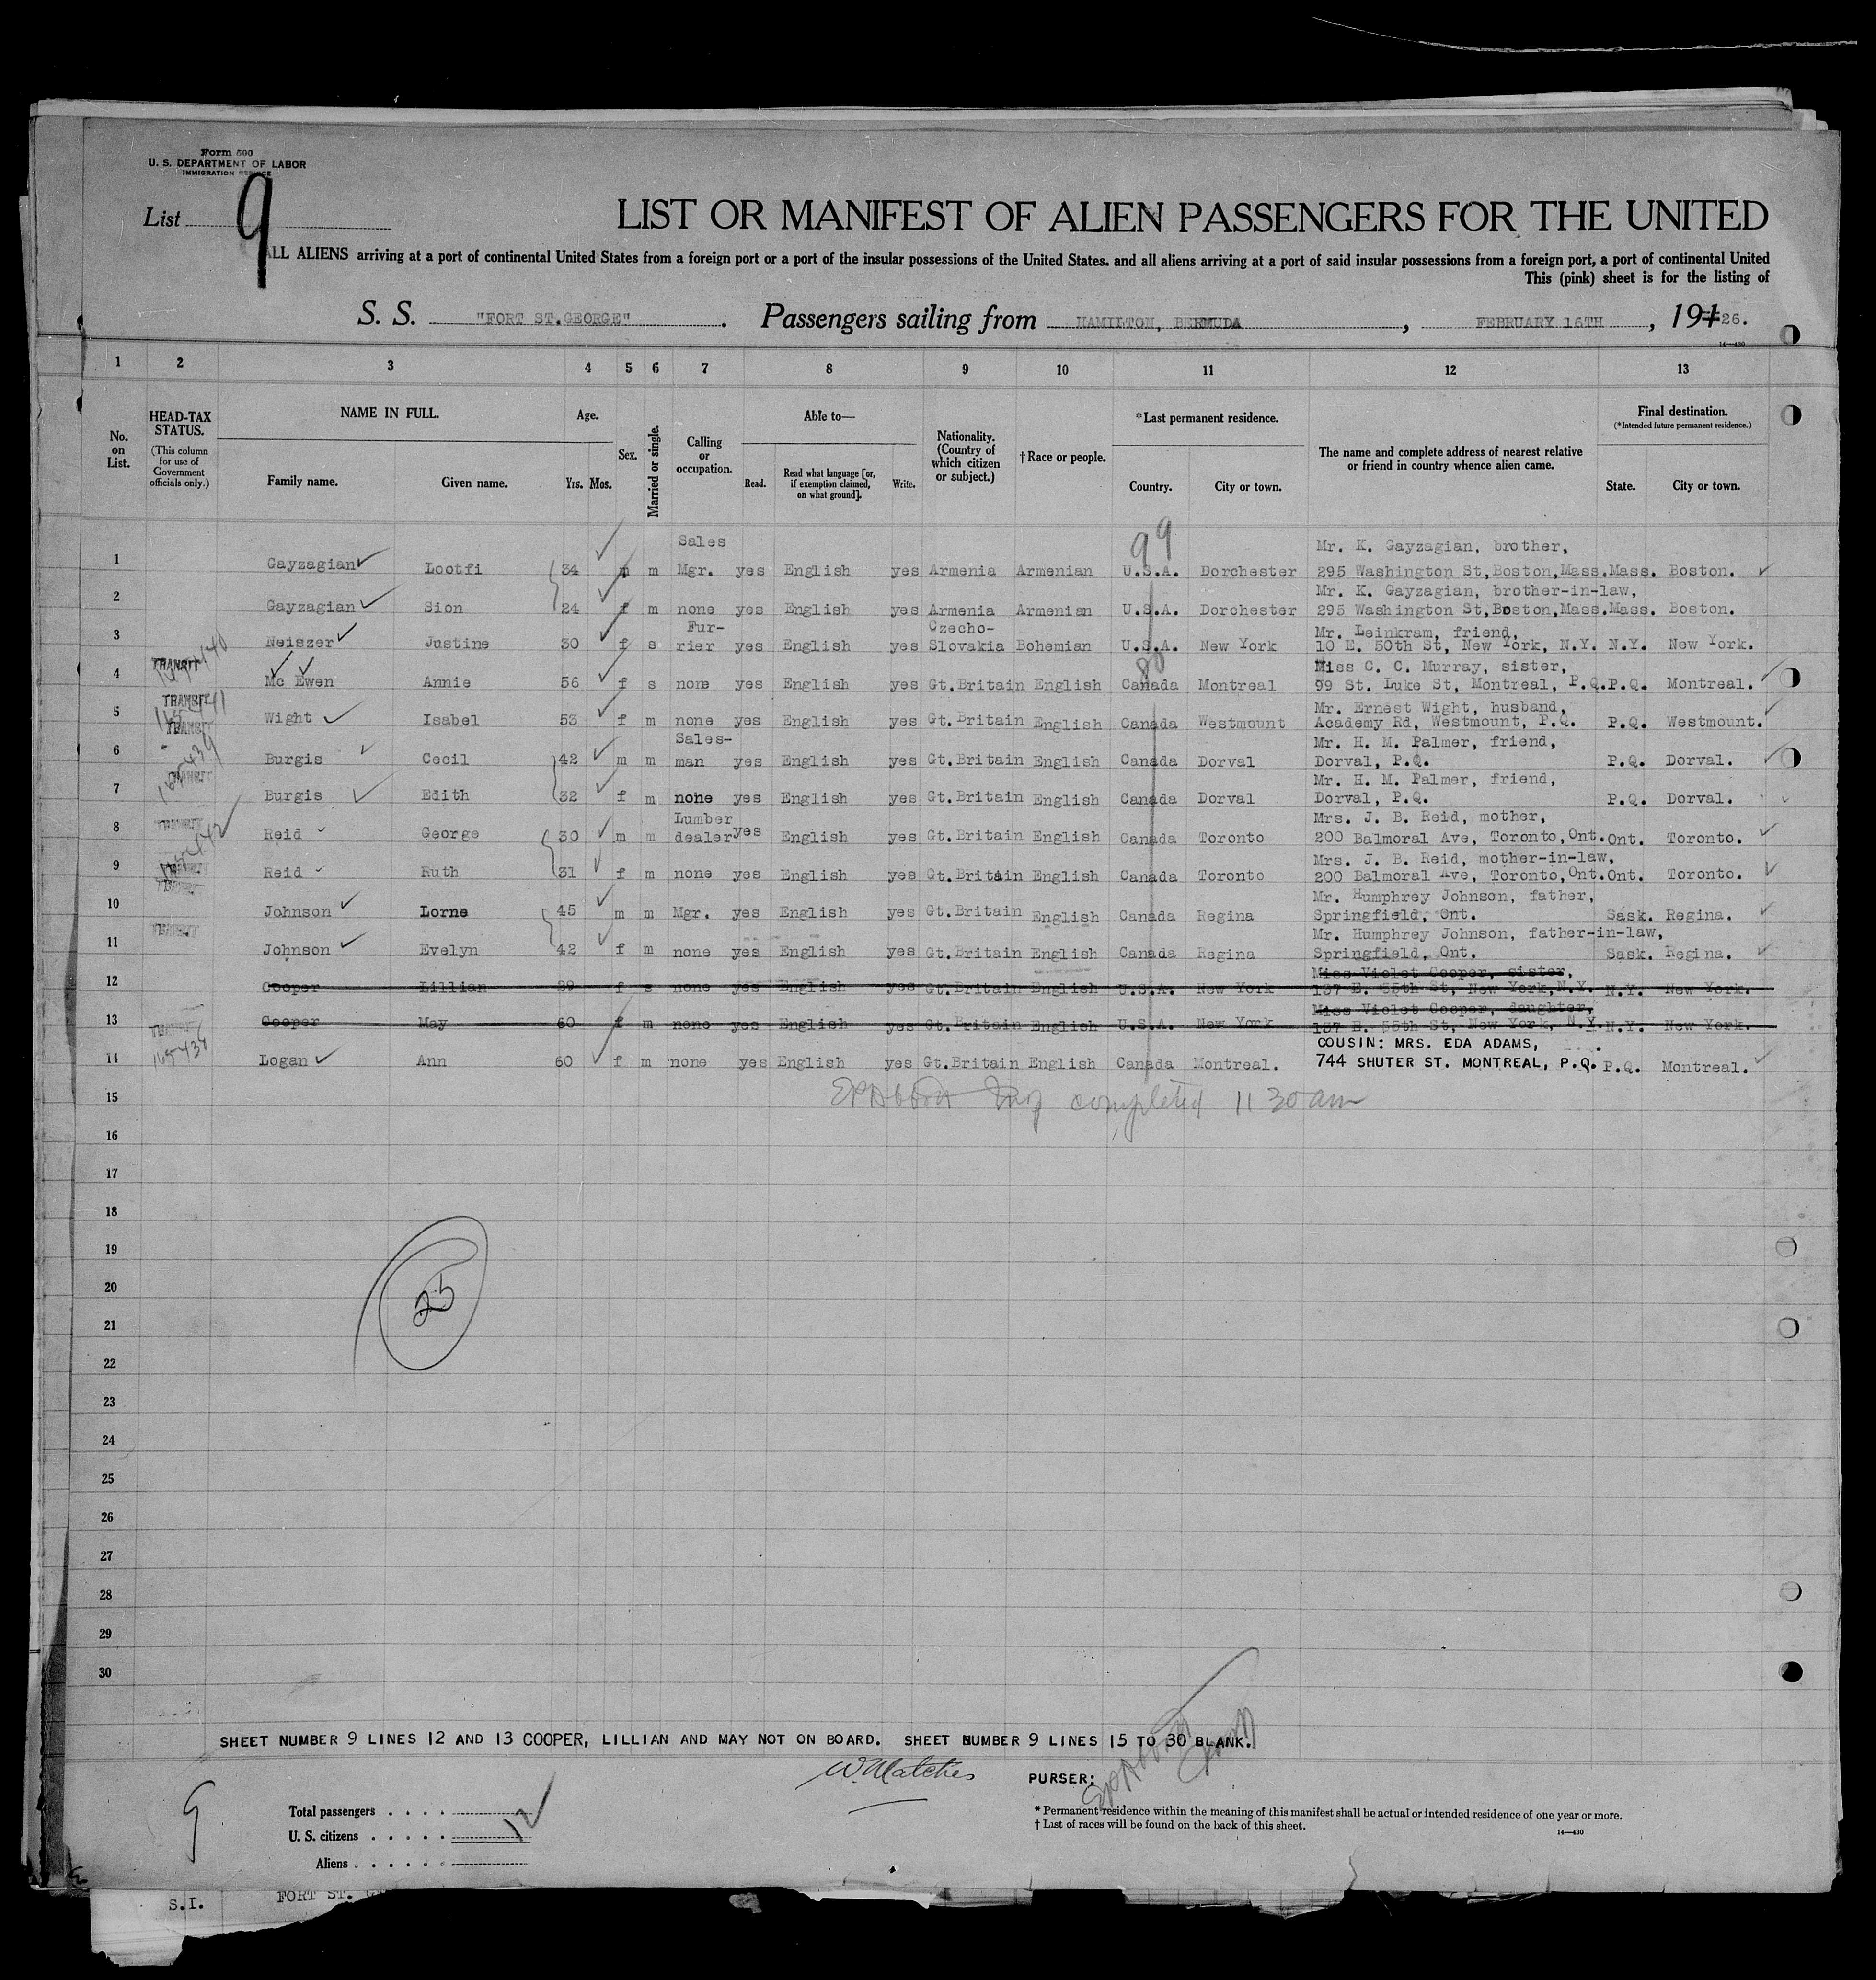 Form 500
U. S. DEPARTMENT OF LABOR
IMMIGRATION SERVICE
List 9
LIST OR MANIFEST OF ALIEN PASSENGERS FOR THE UNITED
ALL ALIENS arriving at a port of continental United States from a foreign port or a port of the insular possessions of the United States. and all aliens arriving at a port of said insular possessions from a foreign port, a port of continental United
This (pink) sheet is for the listing of
S. S. "FORT ST.GEORGE". Passengers sailing from HAMILTON, BERMUDA, FEBRUARY 16TH, 1926.
14—430
1 2 3 4 5 6 7 8 9 10 11 12 13
No. on List.
HEAD-TAX STATUS.
(This column for use of Government officials only.)
NAME IN FULL.
Family name. Given name.
Age.
Yrs. Mos.
Sex.
Married or single.
Calling or occupation.
Able to—
Read. Read what language [or, if exemption claimed, on what ground]. Write.
Nationality. (Country of which citizen or subject.)
†Race or people.
*Last permanent residence.
Country. City or town.
The name and complete address of nearest relative or friend in country whence alien came.
Final destination.
(*Intended future permanent residence.)
State. City or town.
99
Sales Mr. K. Gayzagian, brother,
1 Gayzagian Lootfi 34 m m Mgr. yes English yes Armenia Armenian U.S.A. Dorchester 295 Washington St,Boston,Mass. Mass. Boston.
Mr. K. Gayzagian, brother-in-law,
2 Gayzagian Sion 24 f m none yes English yes Armenia Armenian U.S.A. Dorchester 295 Washington St,Boston,Mass. Mass. Boston.
Fur- Czecho- Mr. Leinkram, friend,
3 Neiszer Justine 30 f s rier yes English yes Slovakia Bohemian U.S.A. New York 10 E. 50th St, New York, N.Y. N.Y. New York.
TRANSIT 80 Miss C. C. Murray, sister,
4 Mc Ewen Annie 56 f s none yes English yes Gt.Britain English Canada Montreal 99 St. Luke St, Montreal, P.Q. P.Q. Montreal.
TRANSIT Mr. Ernest Wight, husband,
5 Wight Isabel 53 f m none yes English yes Gt.Britain English Canada Westmount Academy Rd, Westmount, P.Q. P.Q. Westmount.
TRANSIT Sales- Mr. H. M. Palmer, friend,
6 Burgis Cecil 42 m m man yes English yes Gt.Britain English Canada Dorval Dorval, P.Q. P.Q. Dorval.
TRANSIT Mr. H. M. Palmer, friend,
7 Burgis Edith 32 f m none yes English yes Gt.Britain English Canada Dorval Dorval, P.Q. P.Q. Dorval.
TRANSIT Lumber Mrs. J. B. Reid, mother,
8 Reid George 30 m m dealer yes English yes Gt.Britain English Canada Toronto 200 Balmoral Ave, Toronto,Ont. Ont. Toronto.
TRANSIT Mrs. J. B. Reid, mother-in-law,
9 Reid Ruth 31 f m none yes English yes Gt.Britain English Canada Toronto 200 Balmoral Ave, Toronto,Ont. Ont. Toronto.
TRANSIT Mr. Humphrey Johnson, father,
10 Johnson Lorne 45 m m Mgr. yes English yes Gt.Britain English Canada Regina Springfield, Ont. Sask. Regina.
TRANSIT Mr. Humphrey Johnson, father-in-law,
11 Johnson Evelyn 42 f m none yes English yes Gt.Britain English Canada Regina Springfield, Ont. Sask. Regina.
Miss Violet Cooper, sister,
12 Cooper Lillian 29 f s none yes English yes Gt.Britain English U.S.A. New York 137 E. 55th St, New York,N.Y. N.Y. New York.
Miss Violet Cooper, daughter,
13 Cooper May 60 f m none yes English yes Gt.Britain English U.S.A. New York 137 E. 55th St, New York, N.Y. N.Y. New York.
TRANSIT COUSIN: MRS. EDA ADAMS,
11 Logan Ann 60 f m none yes English yes Gt.Britain English Canada Montreal. 744 SHUTER ST. MONTREAL, P.Q. P.Q. Montreal.
15 completed 11 30 am
16
17
18
19
20
25
21
22
23
24
25
26
27
28
29
30
SHEET NUMBER 9 LINES 12 AND 13 COOPER, LILLIAN AND MAY NOT ON BOARD. SHEET NUMBER 9 LINES 15 TO 30 BLANK.
PURSER:
9
Total passengers . . . . 12
U. S. citizens . . . . .
Aliens . . . . . .
* Permanent residence within the meaning of this manifest shall be actual or intended residence of one year or more.
† List of races will be found on the back of this sheet.
14—430
S.I. FORT ST.